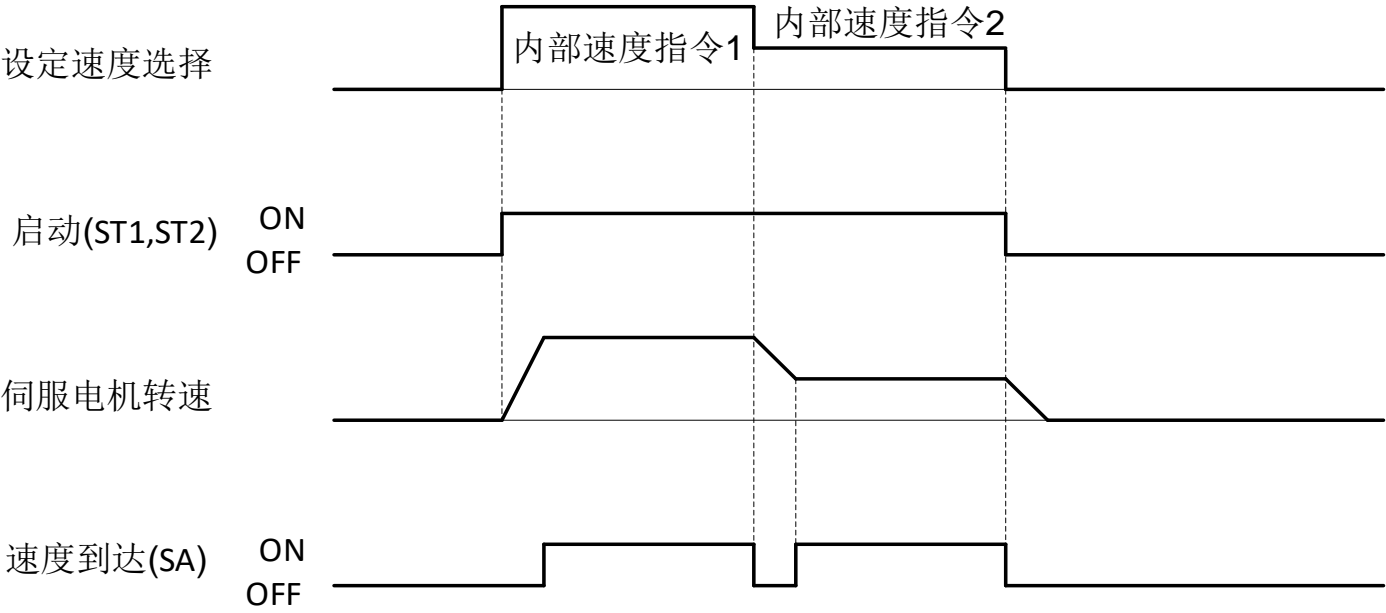 内部速度指令2
内部速度指令1
设定速度选择
启动(ST1,ST2)
ON
OFF
伺服电机转速
速度到达(SA)
ON
OFF